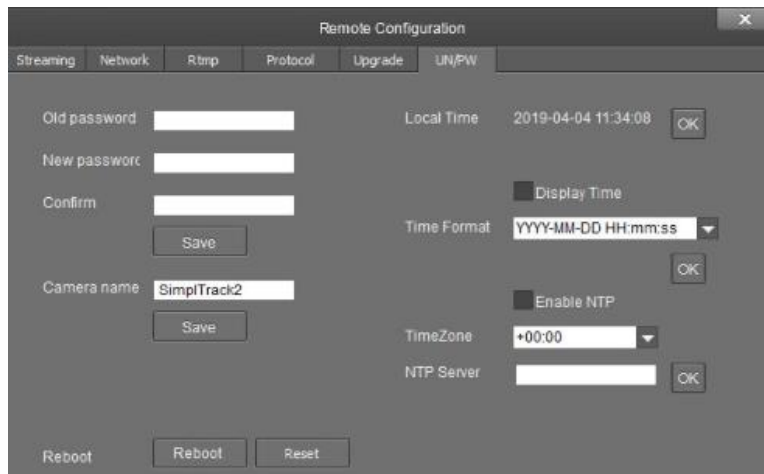 Remote Configuration
x
Streaming Network Rtmp Protocol Upgrade UN/PW
Old password
New passworc
Confirm
Save
Camera name SimplTrack2
Save
Reboot Reboot Reset
Local Time 2019-04-04 11:34:08 OK
Display Time
Time Format YYYY-MM-DD HH:mm:ss
OK
Enable NTP
TimeZone +00:00
NTP Server OK